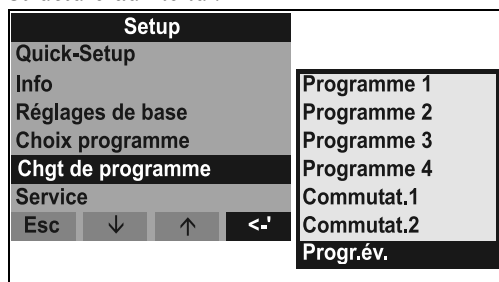 Setup
Quick-Setup
Info
Réglages de base
Choix programme
Chgt de programme
Service
Esc ↓ ↑ <-'
Programme 1
Programme 2
Programme 3
Programme 4
Commutat.1
Commutat.2
Progr.év.